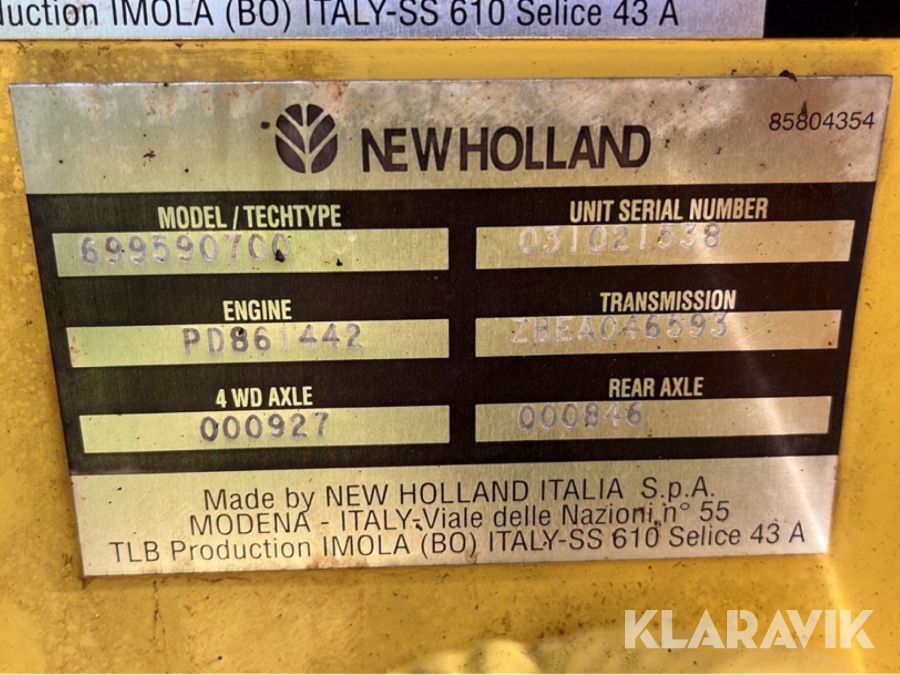 uction IMOLA (BO) ITALY-SS 610 Selice 43 A
NEW HOLLAND
85804354
MODEL / TECHTYPE
699590700
UNIT SERIAL NUMBER
031021538
ENGINE
PD861442
TRANSMISSION
ZBEA046593
4 WD AXLE
000927
REAR AXLE
000846
Made by NEW HOLLAND ITALIA S.p.A.
MODENA - ITALY-Viale delle Nazioni,n° 55
TLB Production IMOLA (BO) ITALY-SS 610 Selice 43 A
KLARAVIK